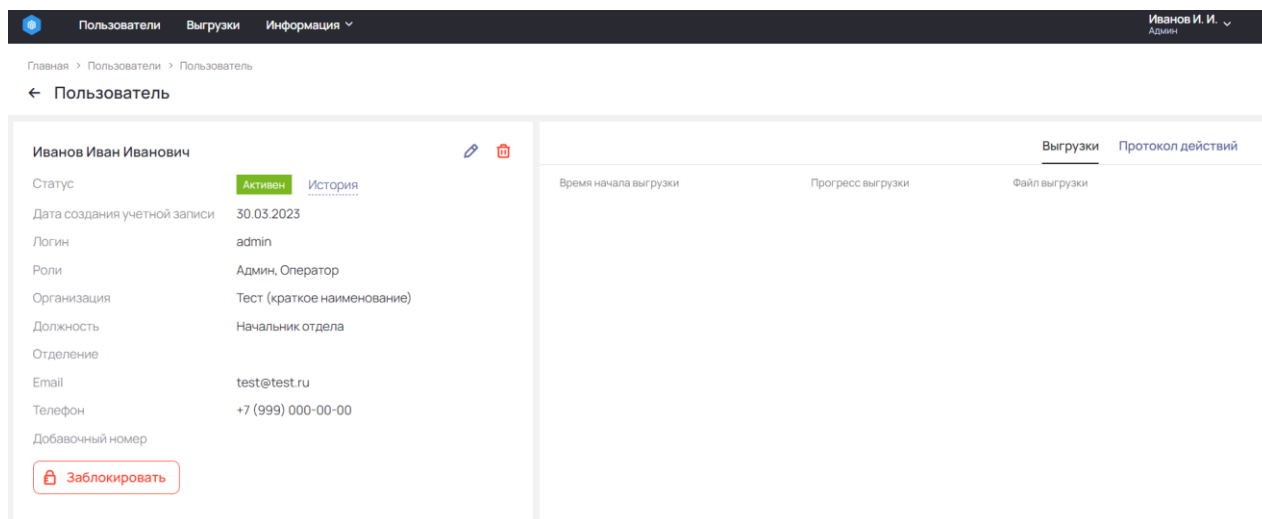 Пользователи Выгрузки Информация Иванов И. И.
Админ
Главная > Пользователи > Пользователь
← Пользователь
Иванов Иван Иванович
Статус Активен История
Дата создания учетной записи 30.03.2023
Логин admin
Роли Админ, Оператор
Организация Тест (краткое наименование)
Должность Начальник отдела
Отделение
Email test@test.ru
Телефон +7 (999) 000-00-00
Добавочный номер
Заблокировать
Выгрузки Протокол действий
Время начала выгрузки Прогресс выгрузки Файл выгрузки